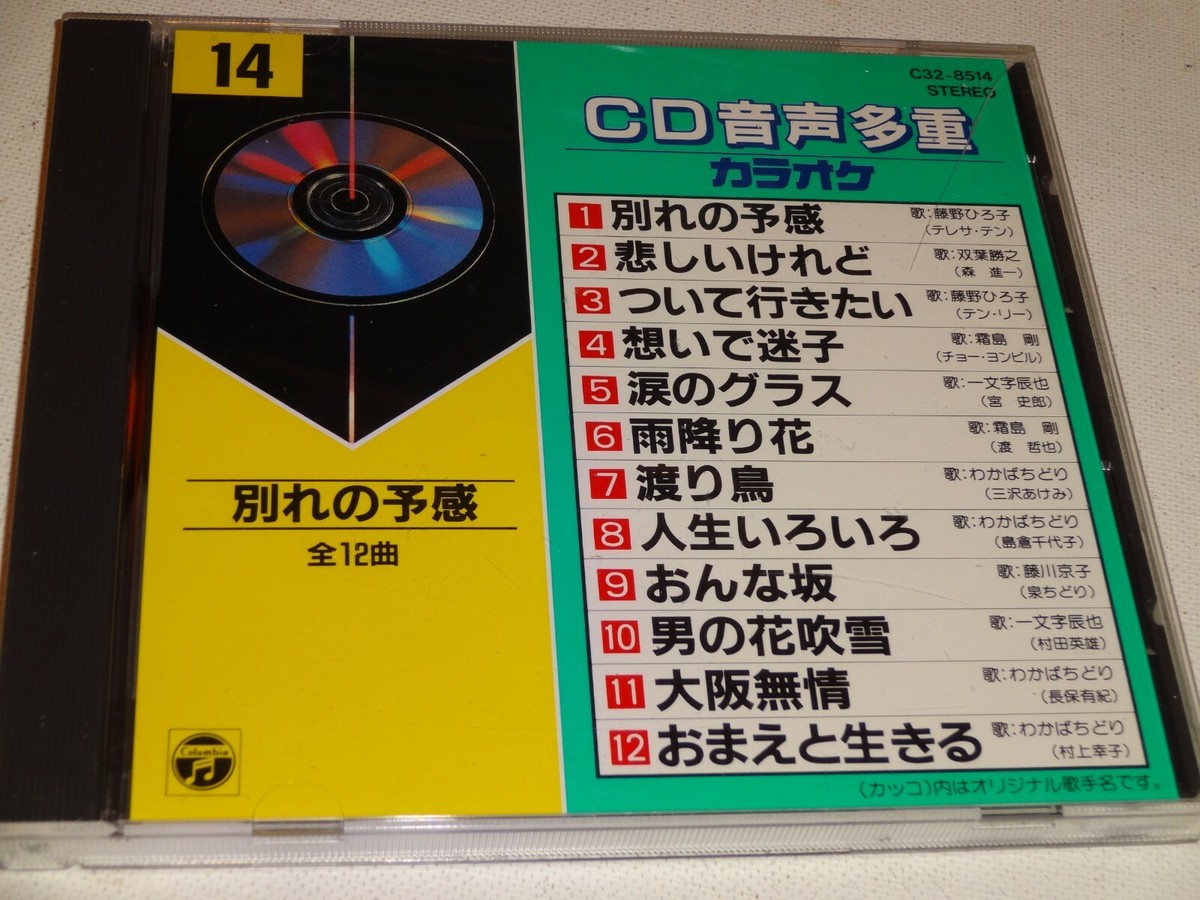 14
別れの予感
全12曲
Columbia
C32-8514
STEREO
CD音声多重
カラオケ
1 別れの予感 歌:藤野ひろ子
(テレサ・テン)
2 悲しいけれど 歌:双葉勝之
(森 進一)
3 ついて行きたい 歌:藤野ひろ子
(テン・リー)
4 想いで迷子 歌:霜島 剛
(チョー・ヨンピル)
5 涙のグラス 歌:一文字辰也
(宮 史郎)
6 雨降り花 歌:霜島 剛
(渡 哲也)
7 渡り鳥 歌:わかばちどり
(三沢あけみ)
8 人生いろいろ 歌:わかばちどり
(島倉千代子)
9 おんな坂 歌:藤川京子
(泉ちどり)
10 男の花吹雪 歌:一文字辰也
(村田英雄)
11 大阪無情 歌:わかばちどり
(長保有紀)
12 おまえと生きる 歌:わかばちどり
(村上幸子)
(カッコ)内はオリジナル歌手名です。